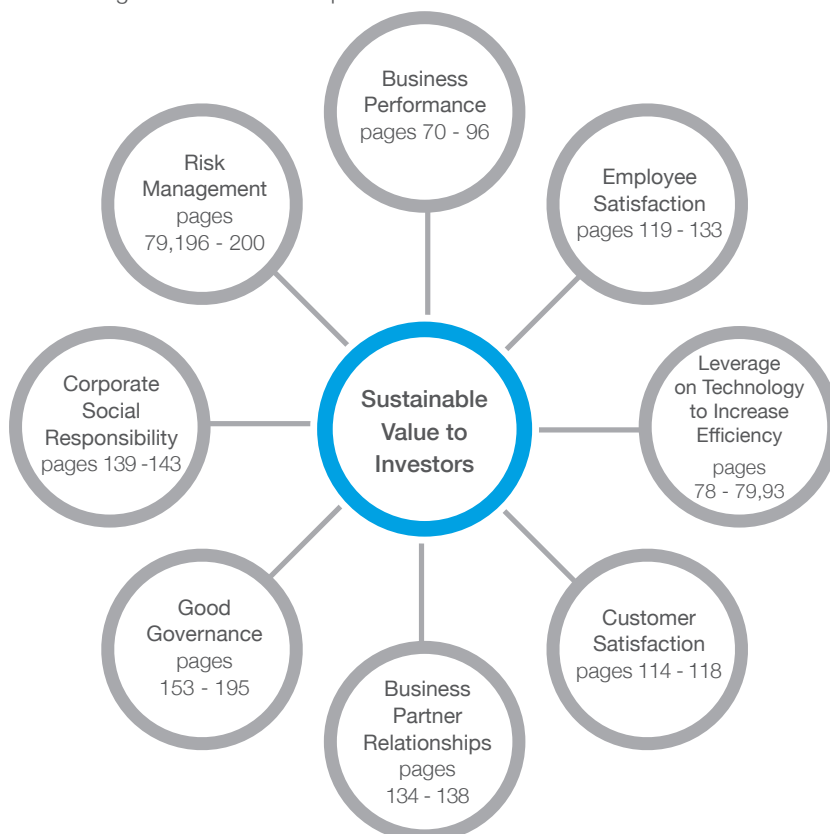 Business
Performance
pages 70 - 96
Employee
Satisfaction
pages 119 - 133
Leverage
on Technology
to Increase
Efficiency
pages
78 - 79,93
Customer
Satisfaction
pages 114 - 118
Business
Partner
Relationships
pages
134 - 138
Good
Governance
pages
153 - 195
Corporate
Social
Responsibility
pages 139 -143
Risk
Management
pages
79,196 - 200
Sustainable
Value to
Investors